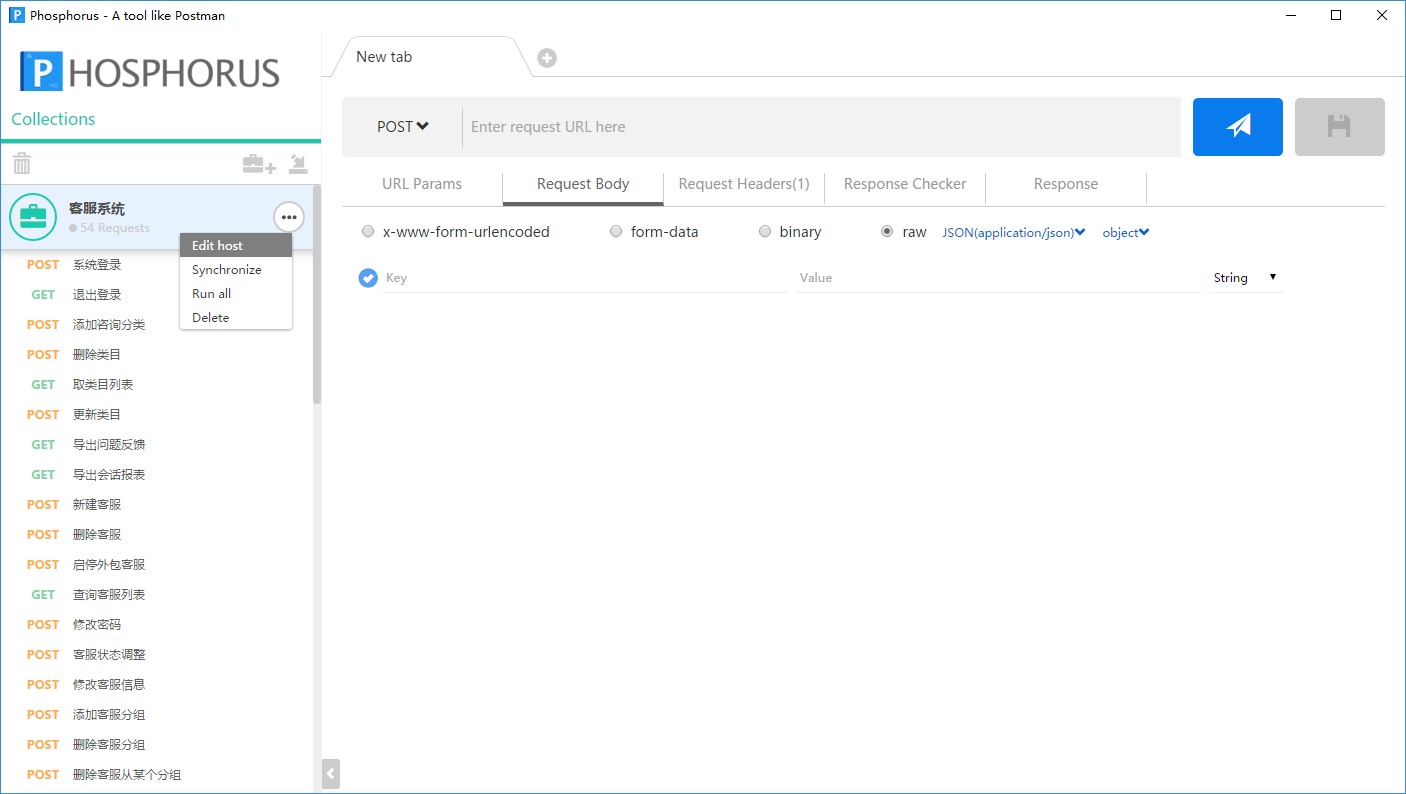 Phosphorus - A tool like Postman
PHOSPHORUS
Collections
客服系统
54 Requests
Edit host
Synchronize
Run all
Delete
POST 系统登录
GET 退出登录
POST 添加咨询分类
POST 删除类目
GET 取类目列表
POST 更新类目
GET 导出问题反馈
GET 导出会话报表
POST 新建客服
POST 删除客服
POST 启停外包客服
GET 查询客服列表
POST 修改密码
POST 客服状态调整
POST 修改客服信息
POST 添加客服分组
POST 删除客服分组
POST 删除客服从某个分组
New tab
POST Enter request URL here
URL Params Request Body Request Headers(1) Response Checker Response
x-www-form-urlencoded form-data binary raw JSON(application/json) object
Key Value String